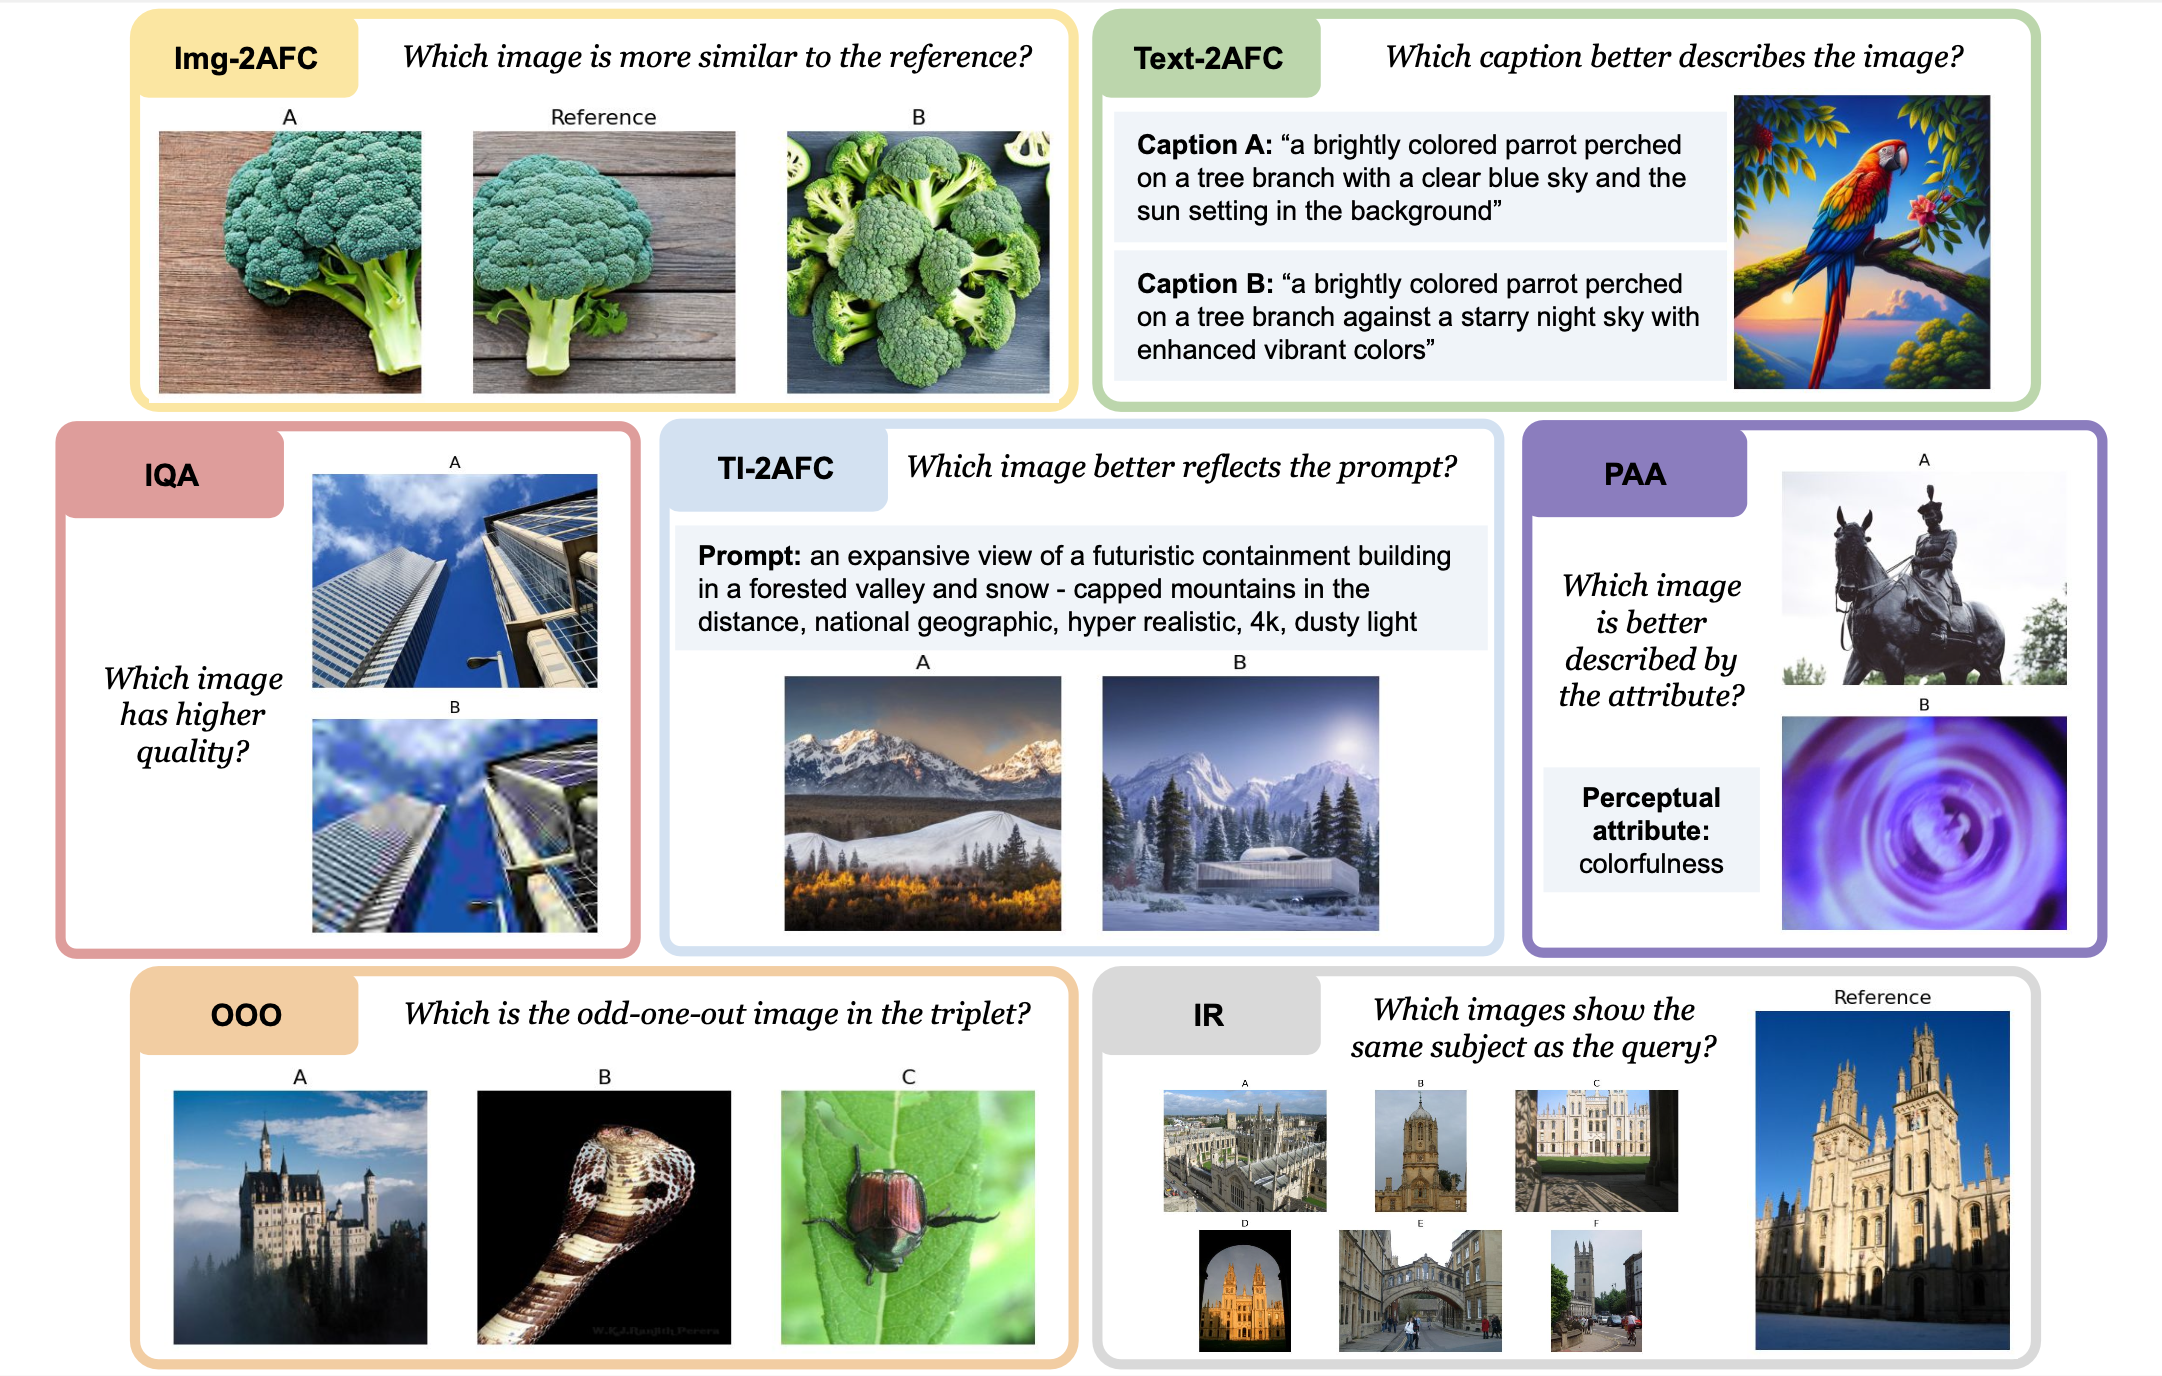 Img-2AFC
Which image is more similar to the reference?
A
Reference
B
Text-2AFC
Which caption better describes the image?
Caption A: “a brightly colored parrot perched
on a tree branch with a clear blue sky and the
sun setting in the background”
Caption B: “a brightly colored parrot perched
on a tree branch against a starry night sky with
enhanced vibrant colors”
IQA
Which image
has higher
quality?
A
B
TI-2AFC
Which image better reflects the prompt?
Prompt: an expansive view of a futuristic containment building
in a forested valley and snow - capped mountains in the
distance, national geographic, hyper realistic, 4k, dusty light
A
B
PAA
Which image
is better
described by
the attribute?
Perceptual
attribute:
colorfulness
A
B
OOO
Which is the odd-one-out image in the triplet?
A
B
C
W.K.J.Ranjith Perera
IR
Which images show the
same subject as the query?
Reference
A
B
C
D
E
F